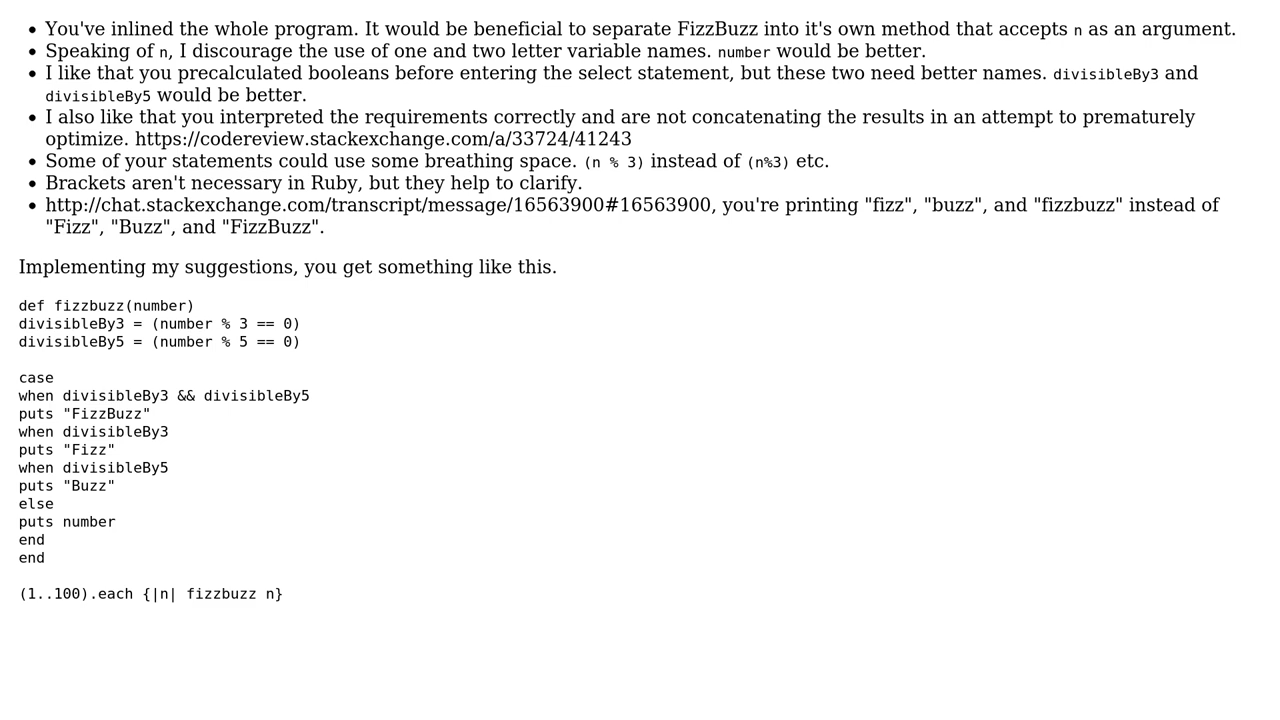 You've inlined the whole program. It would be beneficial to separate FizzBuzz into it's own method that accepts n as an argument.
Speaking of n, I discourage the use of one and two letter variable names. number would be better.
I like that you precalculated booleans before entering the select statement, but these two need better names. divisibleBy3 and
divisibleBy5 would be better.
I also like that you interpreted the requirements correctly and are not concatenating the results in an attempt to prematurely
optimize. https://codereview.stackexchange.com/a/33724/41243
Some of your statements could use some breathing space. (n % 3) instead of (n%3) etc.
Brackets aren't necessary in Ruby, but they help to clarify.
http://chat.stackexchange.com/transcript/message/16563900#16563900, you're printing "fizz", "buzz", and "fizzbuzz" instead of
"Fizz", "Buzz", and "FizzBuzz".
Implementing my suggestions, you get something like this.
def fizzbuzz(number)
divisibleBy3 = (number % 3 == 0)
divisibleBy5 = (number % 5 == 0)
case
when divisibleBy3 && divisibleBy5
puts "FizzBuzz"
when divisibleBy3
puts "Fizz"
when divisibleBy5
puts "Buzz"
else
puts number
end
end
(1..100).each {|n| fizzbuzz n}